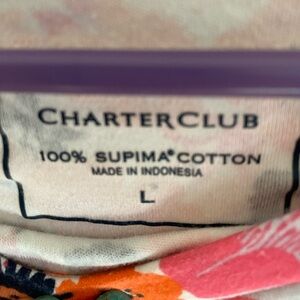 CHARTERCLUB
100% SUPIMA® COTTON
MADE IN INDONESIA
L